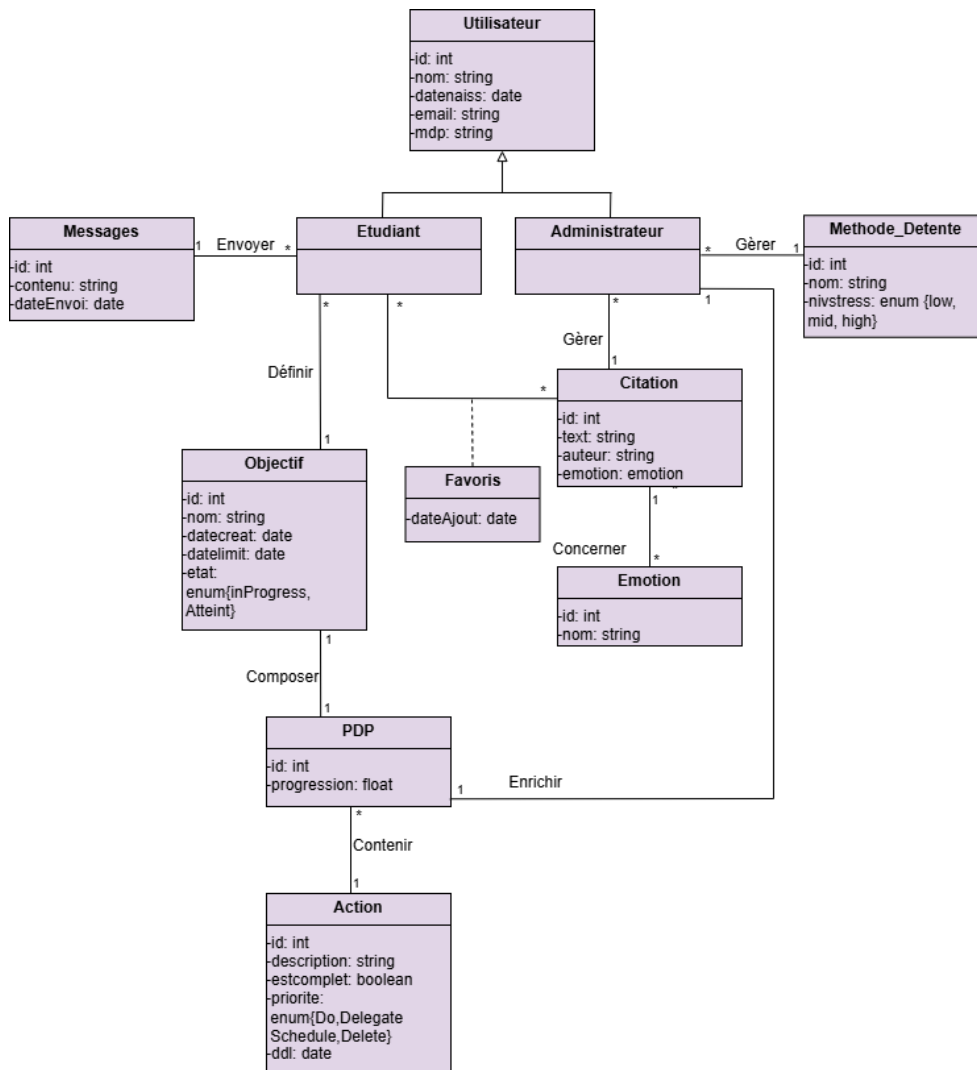 Utilisateur
-id: int
-nom: string
-datenaiss: date
-email: string
-mdp: string
Messages
-id: int
-contenu: string
-dateEnvoi: date
1 Envoyer *
Etudiant
Administrateur
* Gèrer 1
Methode_Detente
-id: int
-nom: string
-nivstress: enum {low,
mid, high}
*
*
*
1
Définir
Gèrer
1
*
1
Citation
-id: int
-text: string
-auteur: string
-emotion: emotion
Objectif
-id: int
-nom: string
-datecreat: date
-datelimit: date
-etat:
enum{inProgress,
Atteint}
Favoris
-dateAjout: date
*
1
Concerner
*
Emotion
-id: int
-nom: string
1
Composer
1
PDP
-id: int
-progression: float
1
Enrichir
*
Contenir
1
Action
-id: int
-description: string
-estcomplet: boolean
-priorite:
enum{Do,Delegate
Schedule,Delete}
-ddl: date